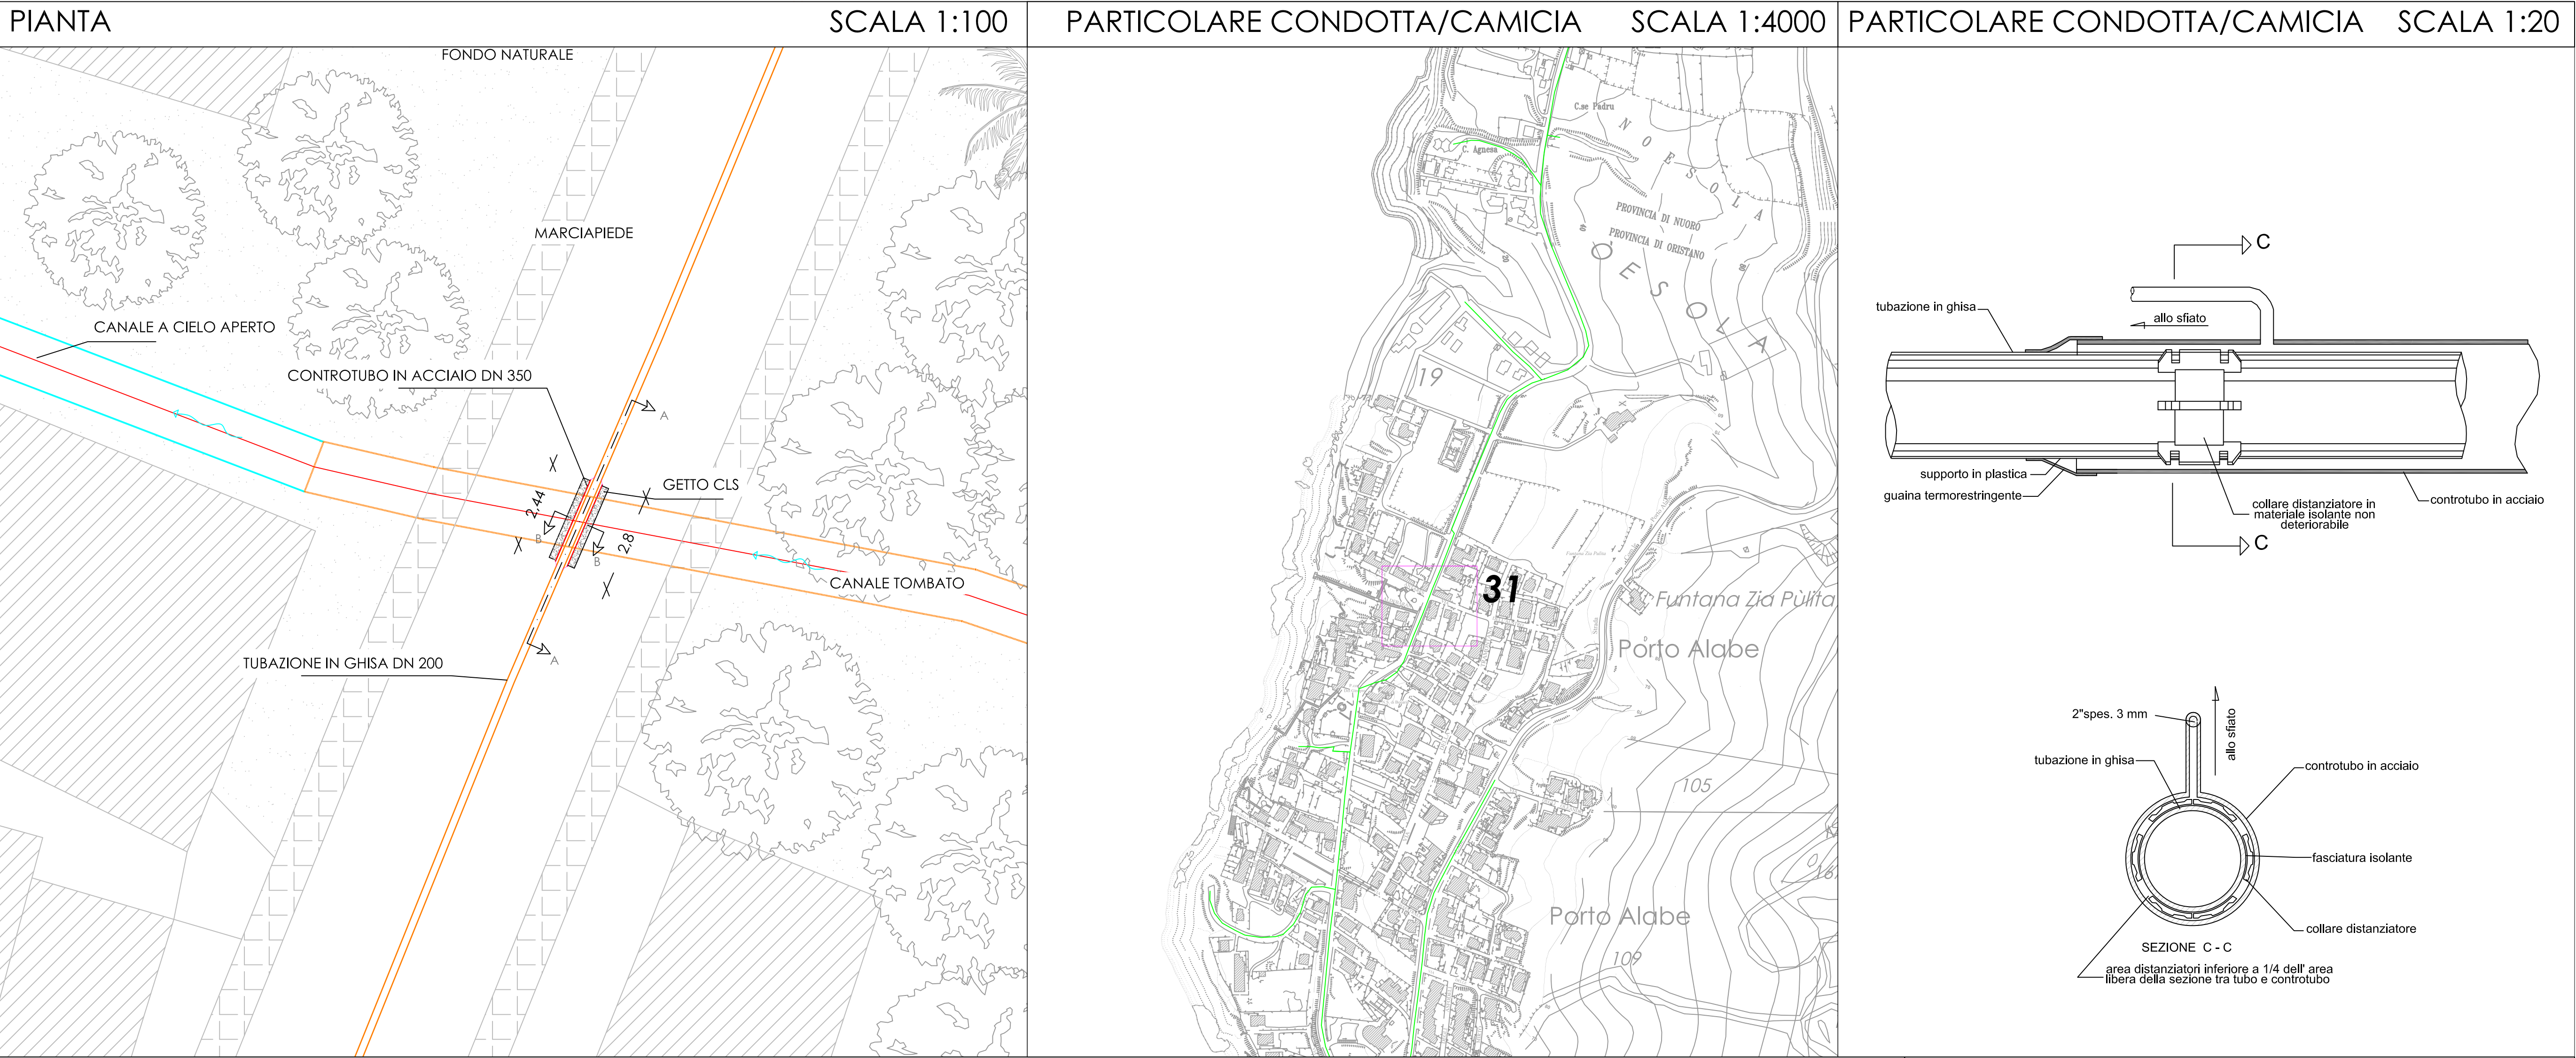 PIANTA
SCALA 1:100
FONDO NATURALE
MARCIAPIEDE
CANALE A CIELO APERTO
CONTROTUBO IN ACCIAIO DN 350
A
GETTO CLS
2,44
B
B
2,8
CANALE TOMBATO
A
TUBAZIONE IN GHISA DN 200
PARTICOLARE CONDOTTA/CAMICIA
SCALA 1:4000
C.se Padru
C. Agnesa
NOESOLA
PROVINCIA DI NUORO
PROVINCIA DI ORISTANO
OESOLA
19
Funtana Zia Pulita
31
Funtana Zia Pùlita
Porto Alabe
105
Porto Alabe
109
PARTICOLARE CONDOTTA/CAMICIA
SCALA 1:20
C
tubazione in ghisa
allo sfiato
supporto in plastica
guaina termorestringente
collare distanziatore in
materiale isolante non
deteriorabile
controtubo in acciaio
C
2"spes. 3 mm
allo sfiato
tubazione in ghisa
controtubo in acciaio
fasciatura isolante
collare distanziatore
SEZIONE C - C
area distanziatori inferiore a 1/4 dell' area
libera della sezione tra tubo e controtubo